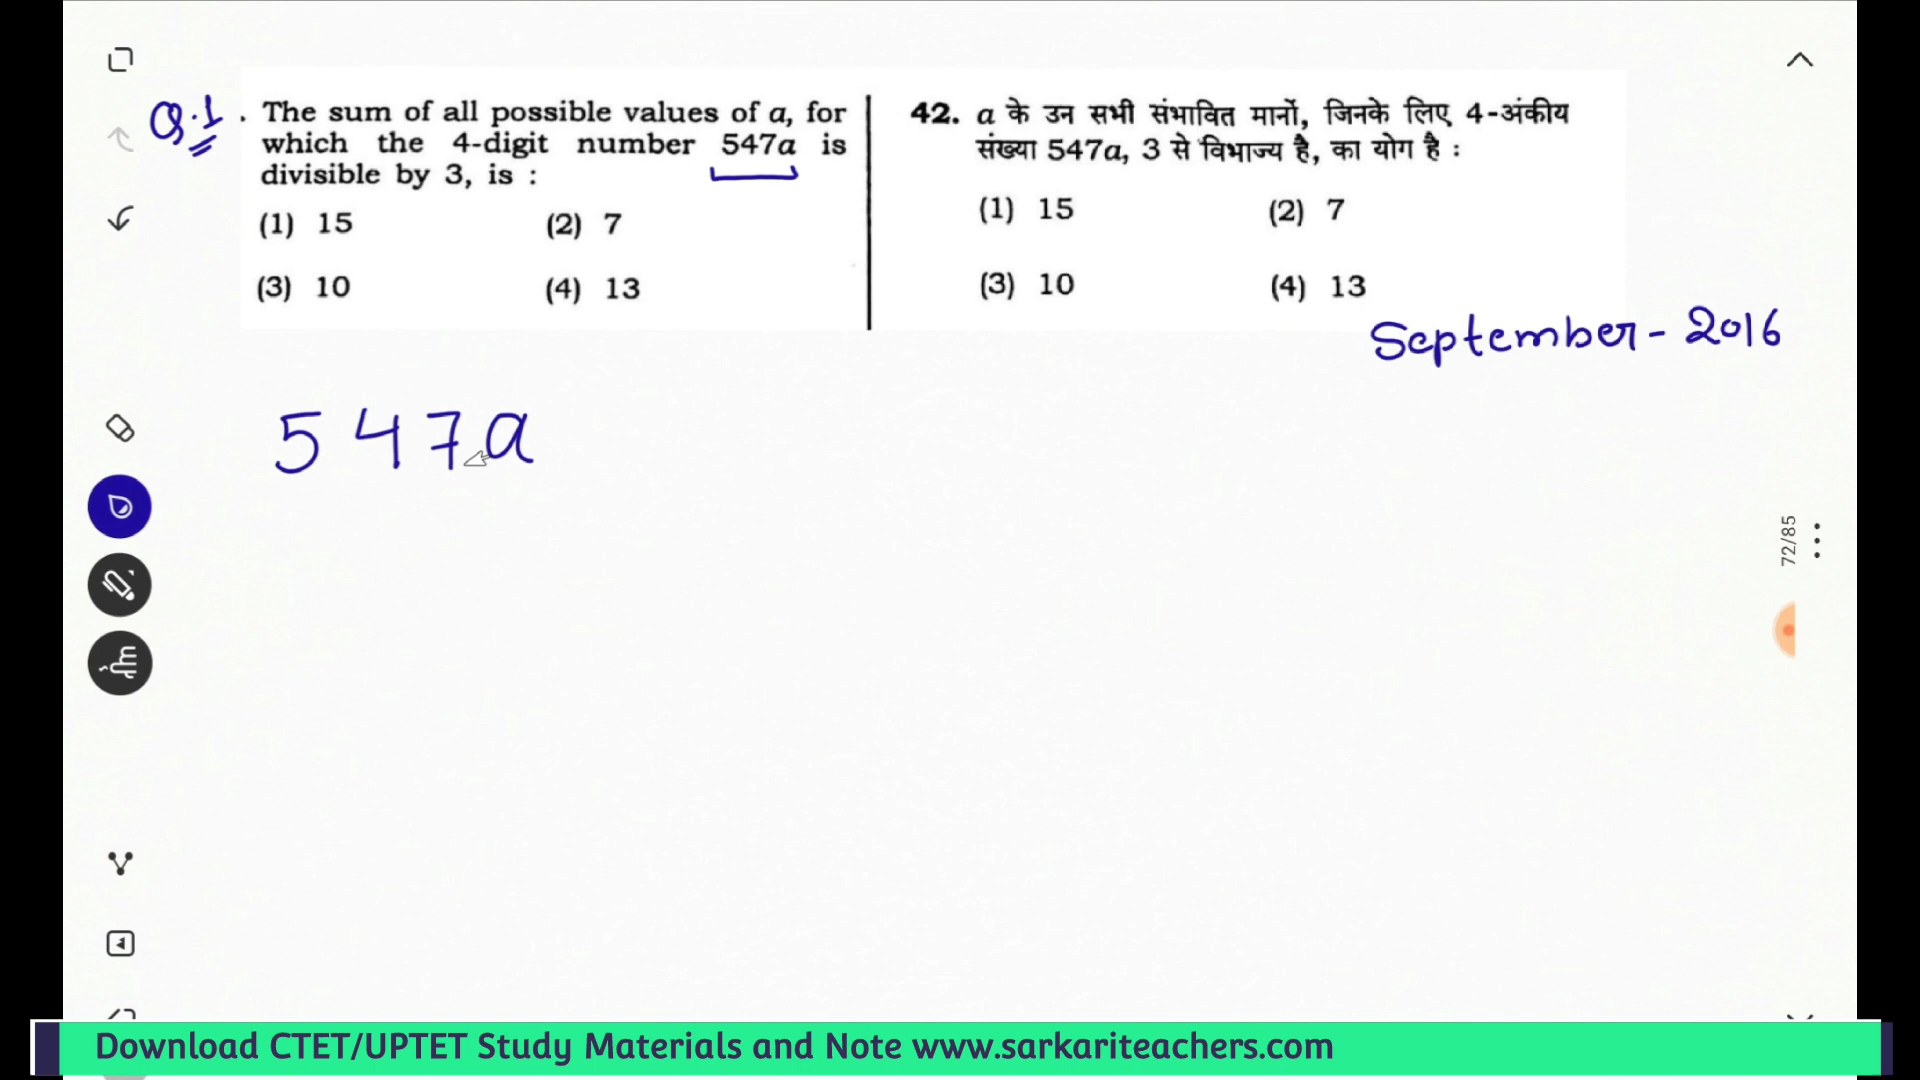 Q.1 . The sum of all possible values of a, for
which the 4-digit number 547a is
divisible by 3, is :
(1) 15 (2) 7
(3) 10 (4) 13
42. a के उन सभी संभावित मानों, जिनके लिए 4-अंकीय
संख्या 547a, 3 से विभाज्य है, का योग है :
(1) 15 (2) 7
(3) 10 (4) 13
September - 2016
5 4 7 a
72/85
Download CTET/UPTET Study Materials and Note www.sarkariteachers.com